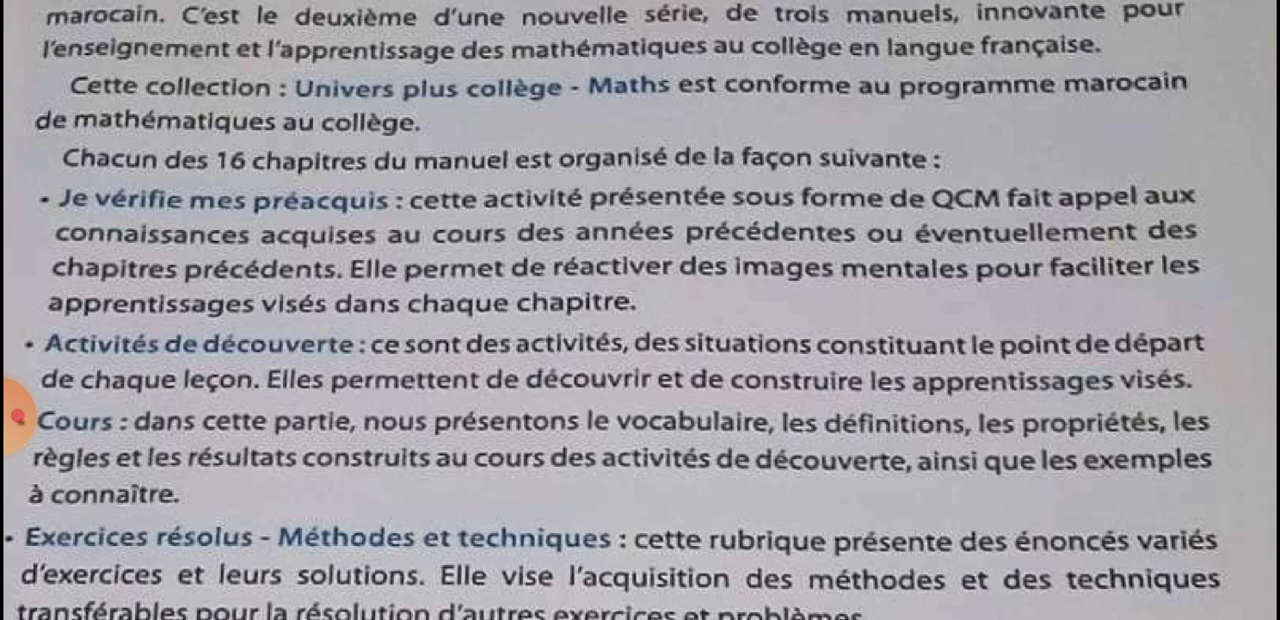 marocain. C'est le deuxième d'une nouvelle série, de trois manuels, innovante pour
l'enseignement et l'apprentissage des mathématiques au collège en langue française.
Cette collection : Univers plus collège - Maths est conforme au programme marocain
de mathématiques au collège.
Chacun des 16 chapitres du manuel est organisé de la façon suivante :
• Je vérifie mes préacquis : cette activité présentée sous forme de QCM fait appel aux
connaissances acquises au cours des années précédentes ou éventuellement des
chapitres précédents. Elle permet de réactiver des images mentales pour faciliter les
apprentissages visés dans chaque chapitre.
• Activités de découverte : ce sont des activités, des situations constituant le point de départ
de chaque leçon. Elles permettent de découvrir et de construire les apprentissages visés.
Cours : dans cette partie, nous présentons le vocabulaire, les définitions, les propriétés, les
règles et les résultats construits au cours des activités de découverte, ainsi que les exemples
à connaître.
• Exercices résolus - Méthodes et techniques : cette rubrique présente des énoncés variés
d'exercices et leurs solutions. Elle vise l'acquisition des méthodes et des techniques
transférables pour la résolution d'autres exercices et problèmes.